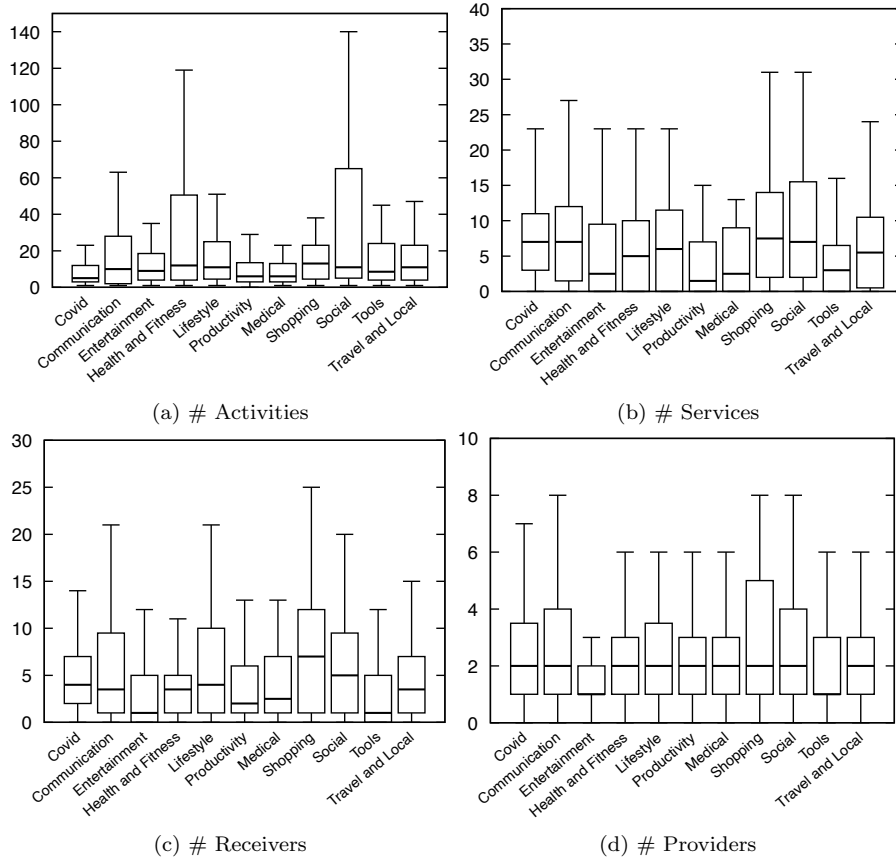 140
120
100
80
60
40
20
0
Covid
Communication
Entertainment
Health and Fitness
Lifestyle
Productivity
Medical
Shopping
Social
Tools
Travel and Local
(a) # Activities
40
35
30
25
20
15
10
5
0
Covid
Communication
Entertainment
Health and Fitness
Lifestyle
Productivity
Medical
Shopping
Social
Tools
Travel and Local
(b) # Services
30
25
20
15
10
5
0
Covid
Communication
Entertainment
Health and Fitness
Lifestyle
Productivity
Medical
Shopping
Social
Tools
Travel and Local
(c) # Receivers
10
8
6
4
2
0
Covid
Communication
Entertainment
Health and Fitness
Lifestyle
Productivity
Medical
Shopping
Social
Tools
Travel and Local
(d) # Providers